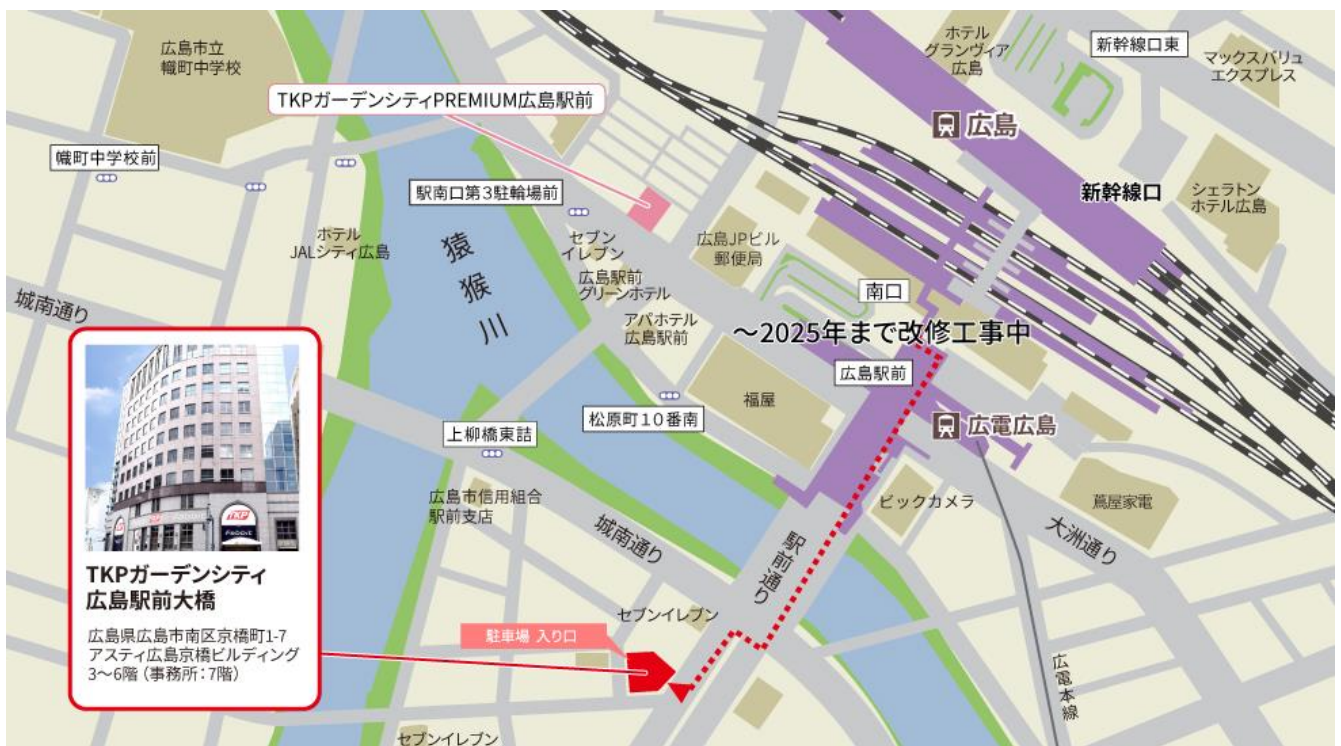 広島市立
幟町中学校
ホテル
グランヴィア
広島
新幹線口東
マックスバリュ
エクスプレス
TKPガーデンシティPREMIUM広島駅前
広島
幟町中学校前
駅南口第3駐輪場前
新幹線口
シェラトン
ホテル広島
ホテル
JALシティ広島
猿猴川
セブン
イレブン
広島JPビル
郵便局
広島駅前
グリーンホテル
南口
城南通り
アパホテル
広島駅前
～2025年まで改修工事中
広島駅前
福屋
松原町10番南
広電広島
上柳橋東詰
広島市信用組合
駅前支店
ビックカメラ
蔦屋家電
城南通り
駅前通り
大洲通り
TKP
TKP
TKPガーデンシティ
広島駅前大橋
広島県広島市南区京橋町1-7
アスティ広島京橋ビルディング
3～6階（事務所：7階）
セブンイレブン
駐車場 入り口
広電本線
セブンイレブン